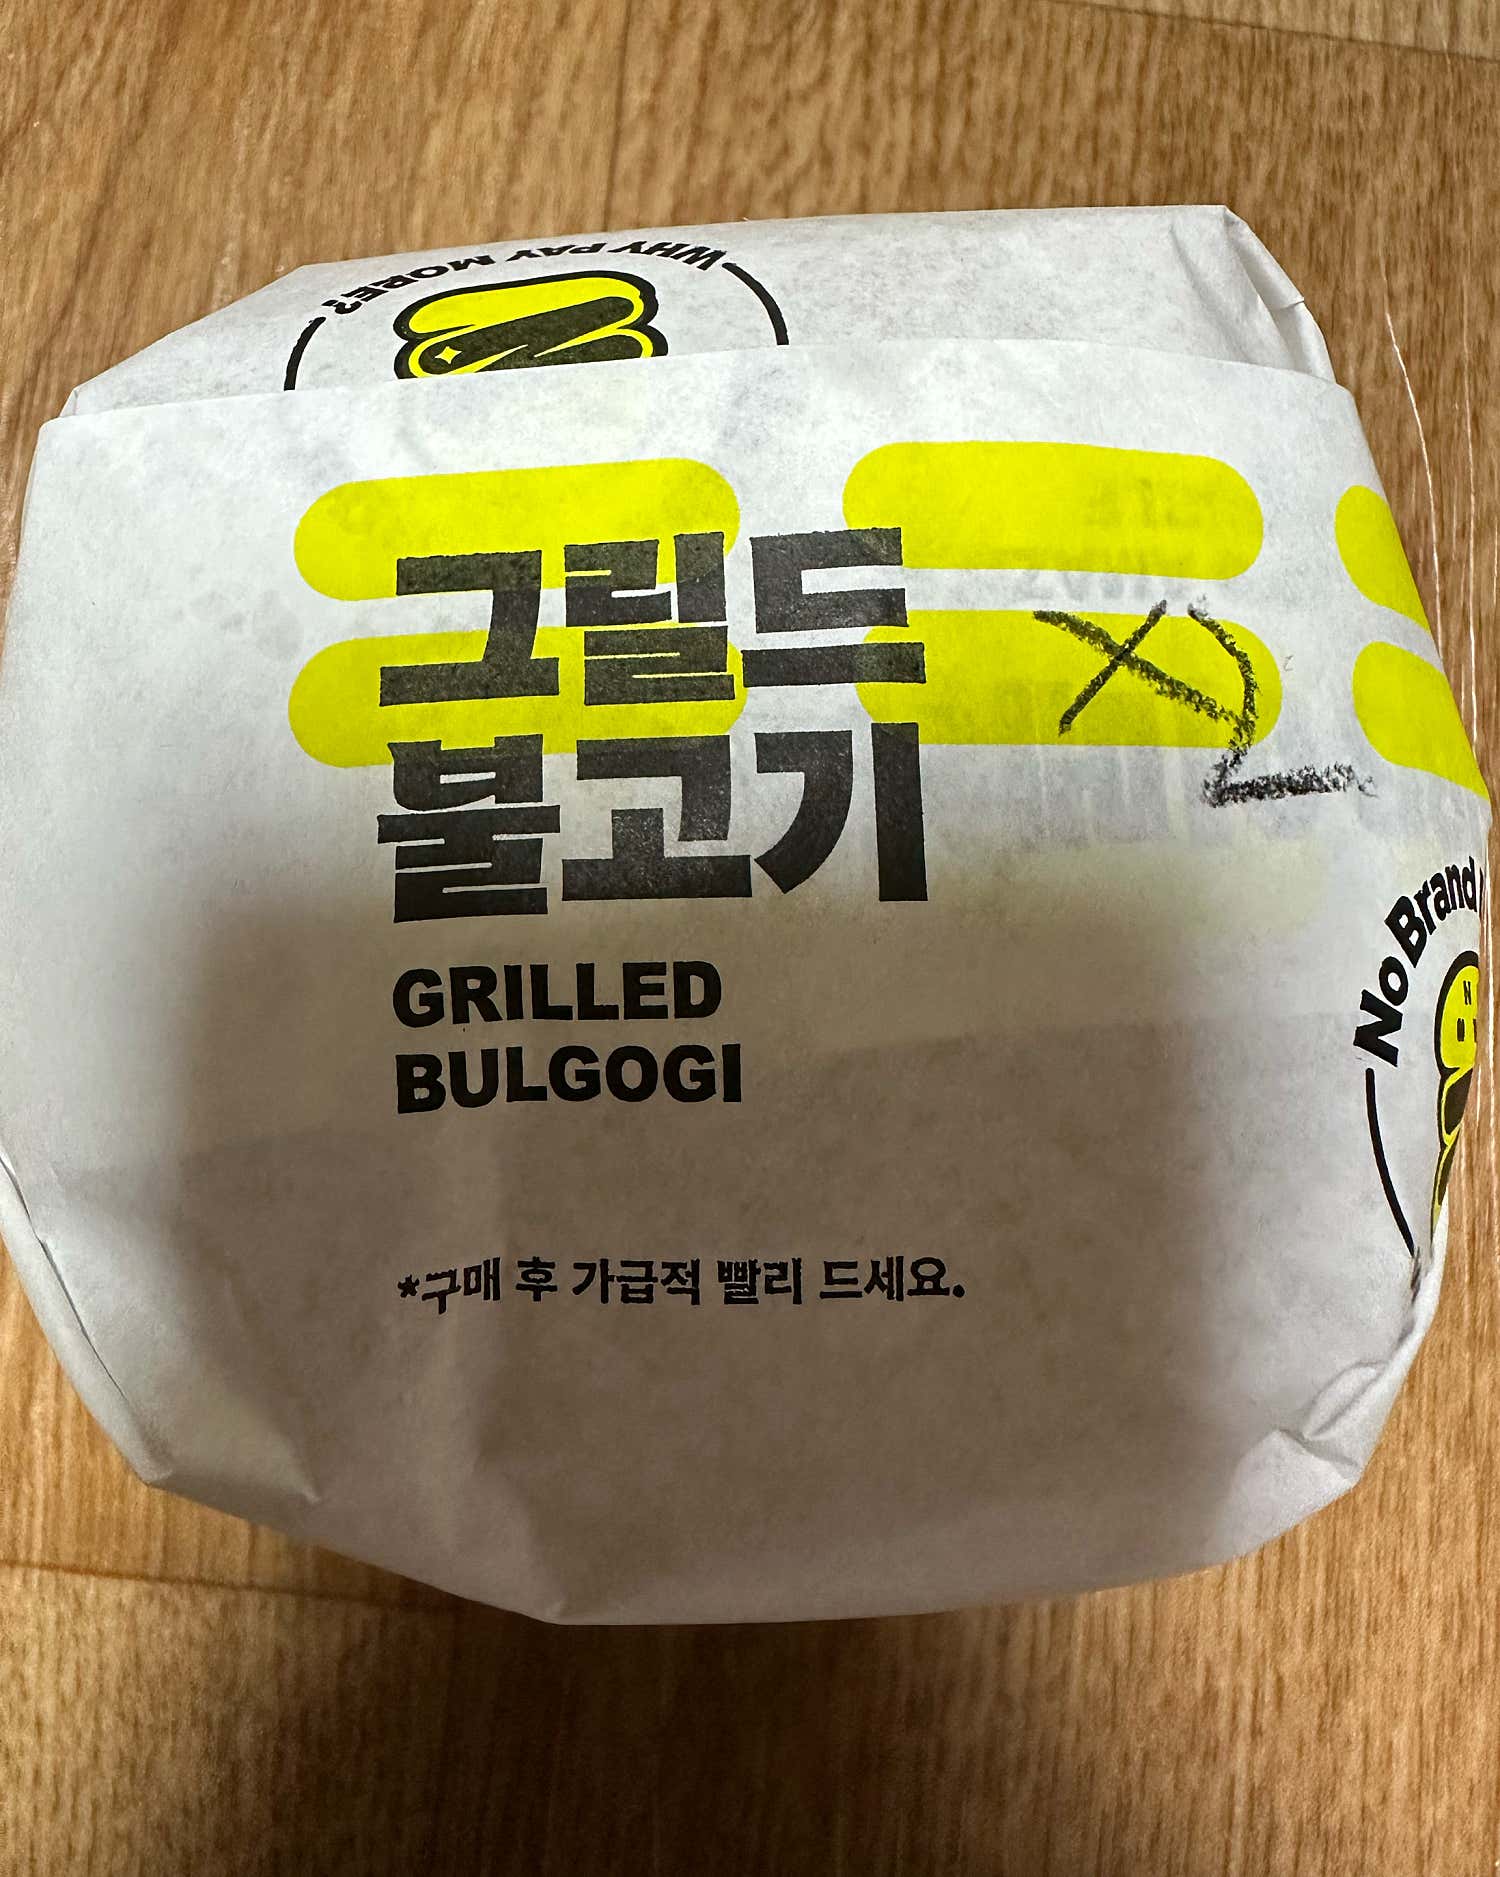 WHY PAY MORE?
그릴드
불고기
X2
GRILLED
BULGOGI
No Brand
*구매 후 가급적 빨리 드세요.